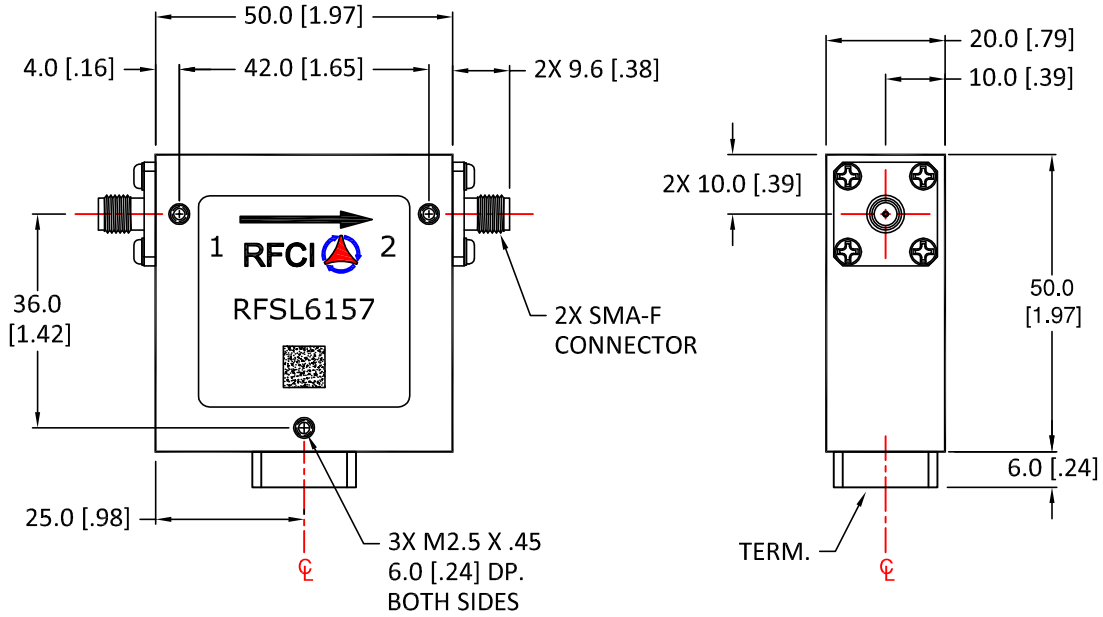 50.0 [1.97]
4.0 [.16]
42.0 [1.65]
2X 9.6 [.38]
1
2
RFCI
RFSL6157
36.0
[1.42]
2X SMA-F
CONNECTOR
25.0 [.98]
3X M2.5 X .45
6.0 [.24] DP.
BOTH SIDES
CL
20.0 [.79]
10.0 [.39]
2X 10.0 [.39]
50.0
[1.97]
6.0 [.24]
TERM.
CL